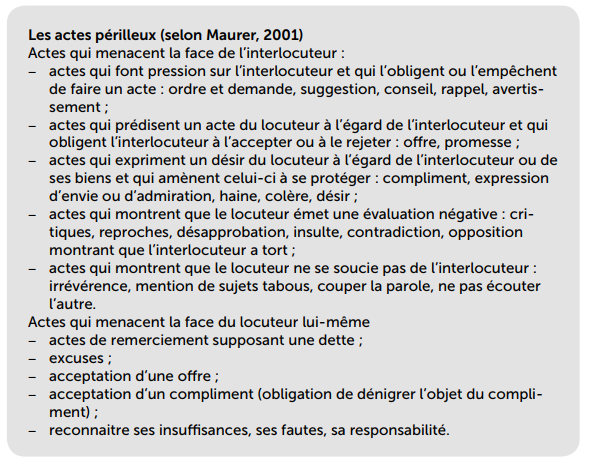 Les actes périlleux (selon Maurer, 2001)
Actes qui menacent la face de l’interlocuteur :
– actes qui font pression sur l’interlocuteur et qui l’obligent ou l’empêchent
de faire un acte : ordre et demande, suggestion, conseil, rappel, avertis-
sement ;
– actes qui prédisent un acte du locuteur à l’égard de l’interlocuteur et qui
obligent l’interlocuteur à l’accepter ou à le rejeter : offre, promesse ;
– actes qui expriment un désir du locuteur à l’égard de l’interlocuteur ou de
ses biens et qui amènent celui-ci à se protéger : compliment, expression
d’envie ou d’admiration, haine, colère, désir ;
– actes qui montrent que le locuteur émet une évaluation négative : cri-
tiques, reproches, désapprobation, insulte, contradiction, opposition
montrant que l’interlocuteur a tort ;
– actes qui montrent que le locuteur ne se soucie pas de l’interlocuteur :
irrévérence, mention de sujets tabous, couper la parole, ne pas écouter
l’autre.
Actes qui menacent la face du locuteur lui-même
– actes de remerciement supposant une dette ;
– excuses ;
– acceptation d’une offre ;
– acceptation d’un compliment (obligation de dénigrer l’objet du compli-
ment) ;
– reconnaitre ses insuffisances, ses fautes, sa responsabilité.